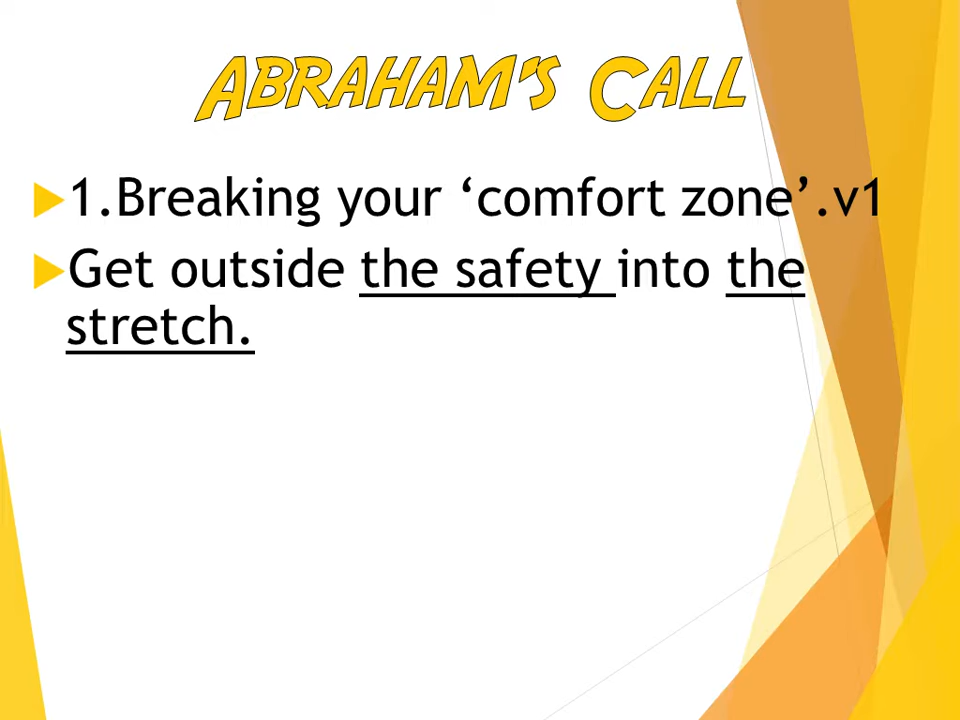 Abraham's Call
1.Breaking your ‘comfort zone’.v1
Get outside the safety into the
stretch.